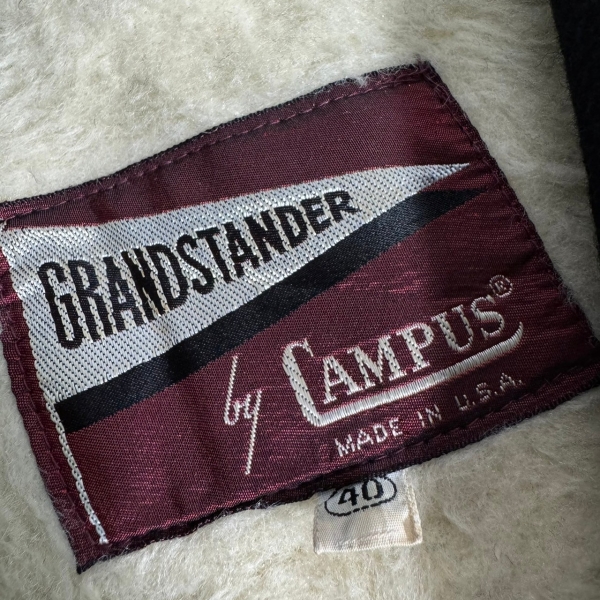 GRANDSTANDER
by CAMPUS®
MADE IN U.S.A.
40